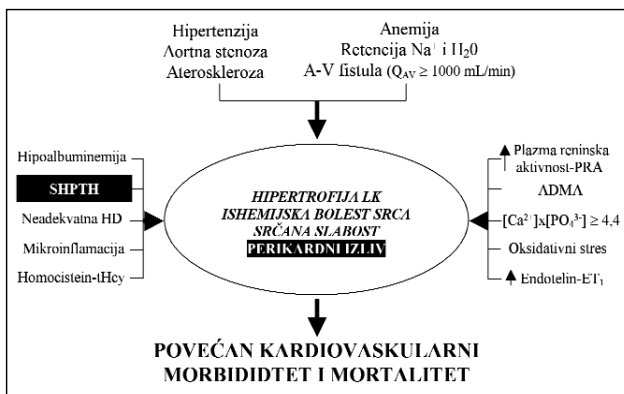 Hipertenzija
Aortna stenoza
Ateroskleroza
Anemija
Retencija Na⁺ i H₂0
A-V fistula (Q_AV ≥ 1000 mL/min)
Hipoalbuminemija
SHPTH
Neadekvatna HD
Mikroinflamacija
Homocistein-tHcy
HIPERTROFIJA LK
ISHEMIJSKA BOLEST SRCA
SRČANA SLABOST
PERIKARDNI IZLIV
Plazma reninska
aktivnost-PRA
ADMA
[Ca²⁺]x[PO₄³⁻] ≥ 4,4
Oksidativni stres
Endotelin-ET₁
POVEĆAN KARDIOVASKULARNI
MORBIDIDTET I MORTALITET